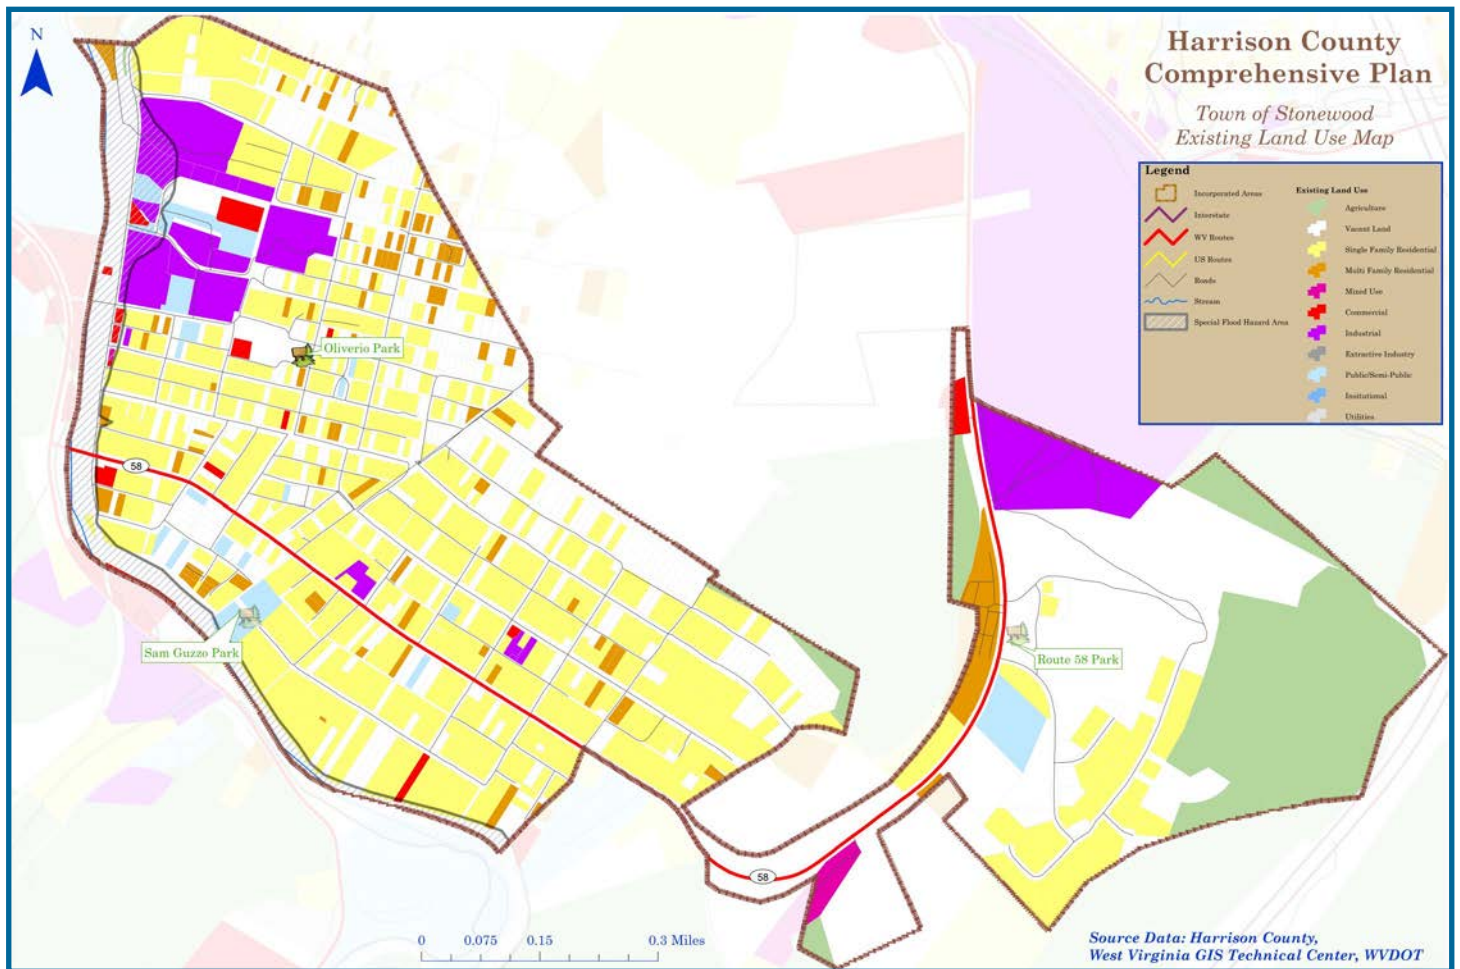 N
Harrison County
Comprehensive Plan
Town of Stonewood
Existing Land Use Map
Legend
Incorporated Areas
Interstate
WV Routes
US Routes
Roads
Stream
Special Flood Hazard Area
Existing Land Use
Agriculture
Vacant Land
Single Family Residential
Multi Family Residential
Mixed Use
Commercial
Industrial
Extractive Industry
Public/Semi-Public
Insitutional
Utilities
Oliverio Park
58
Sam Guzzo Park
Route 58 Park
58
0 0.075 0.15 0.3 Miles
Source Data: Harrison County,
West Virginia GIS Technical Center, WVDOT